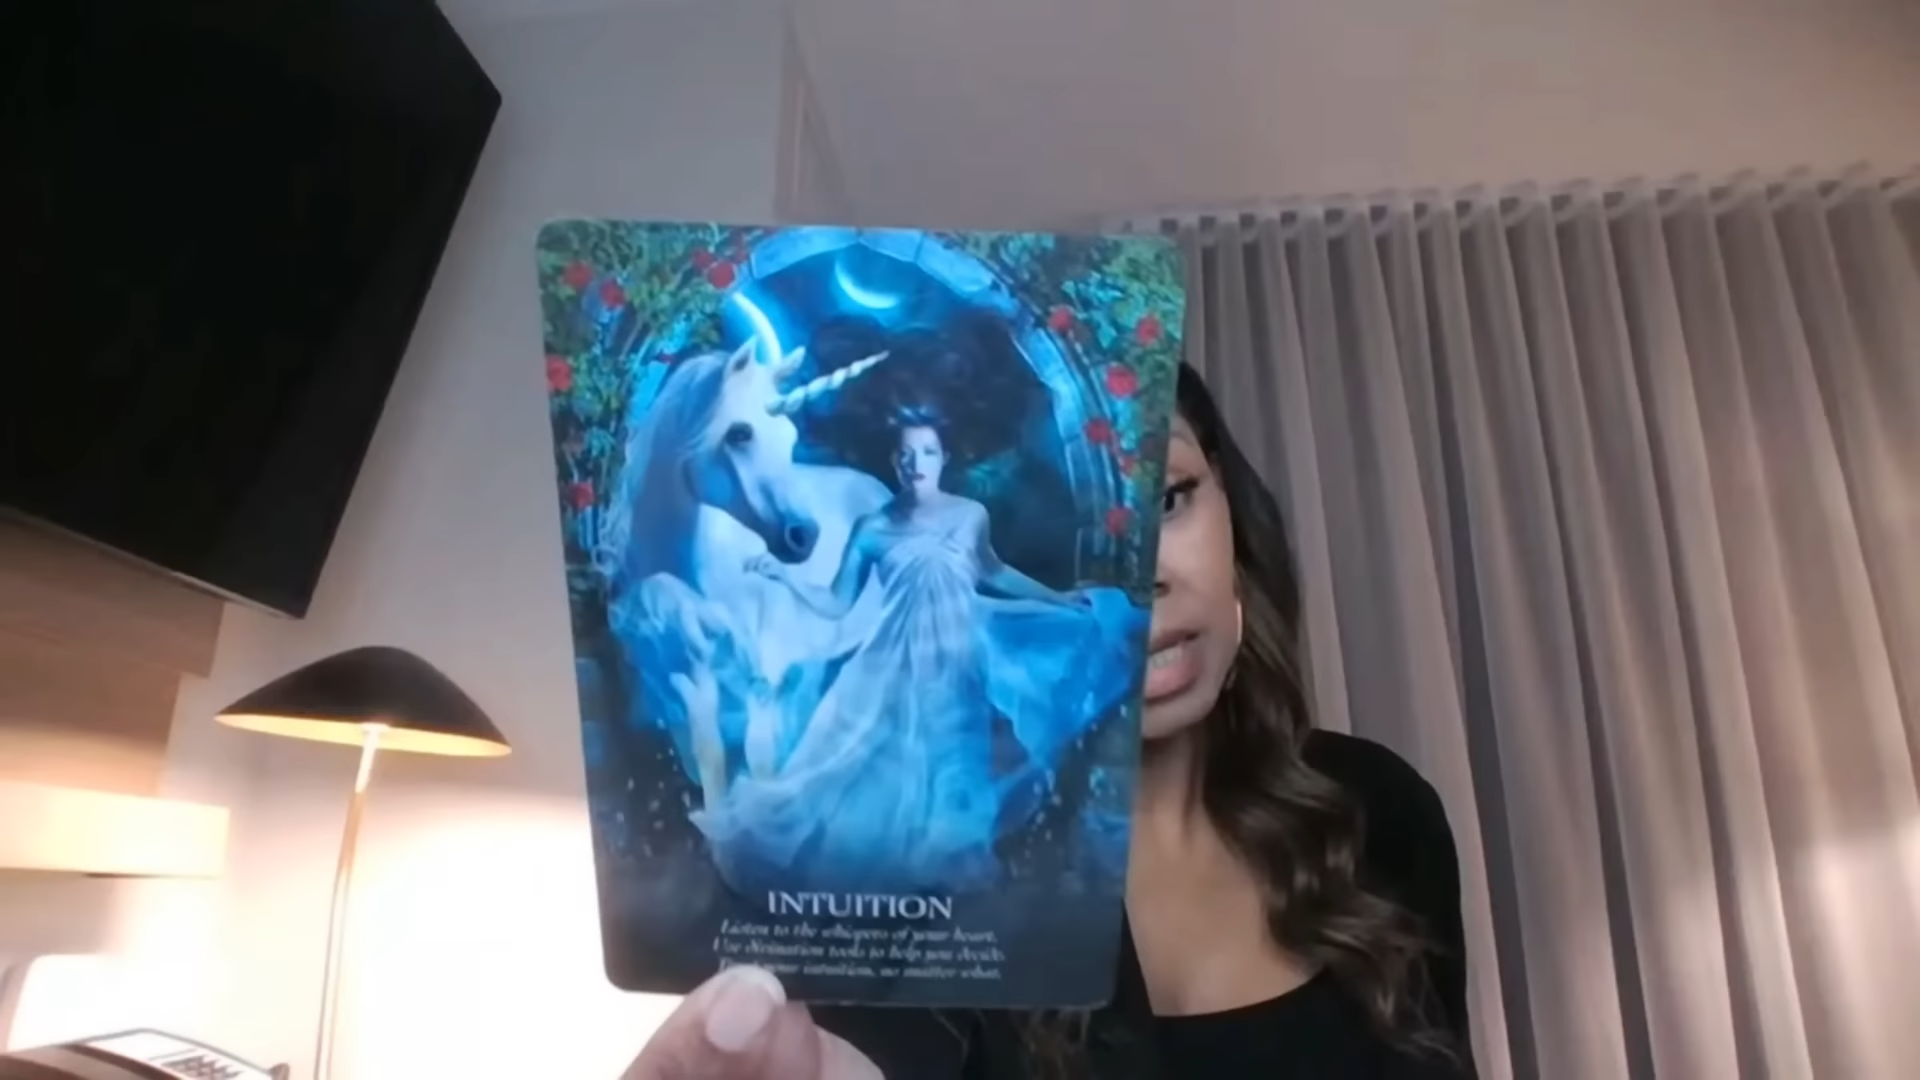 INTUITION
Listen to the whispers of your heart.
Use divination tools to help you decide.
your intuition, no matter what.